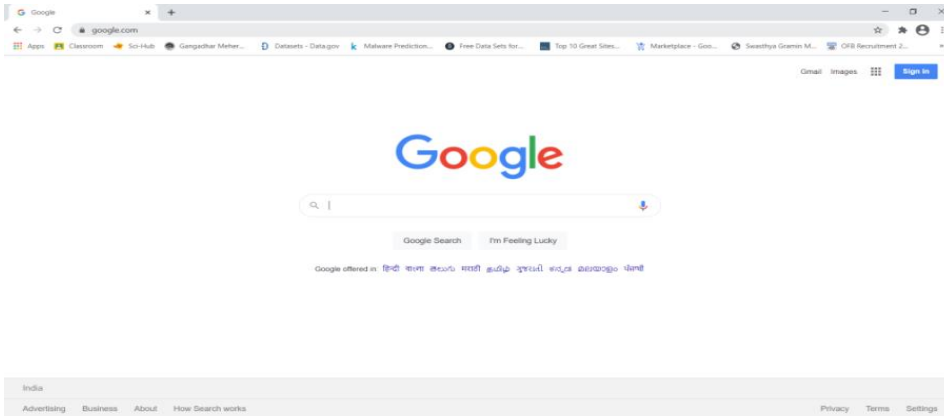 Google
google.com
Apps Classroom Sci-Hub Gangadhar Meher... Datasets - Data.gov Malware Prediction... Free Data Sets for... Top 10 Great Sites... Marketplace - Goo... Swasthya Gramin M... OFB Recruitment 2...
Gmail Images Sign in
Google
Google Search I'm Feeling Lucky
Google offered in: हिन्दी বাংলা తెలుగు मराठी தமிழ் ગુજરાતી ಕನ್ನಡ മലയാളം ਪੰਜਾਬੀ
India
Advertising Business About How Search works Privacy Terms Settings